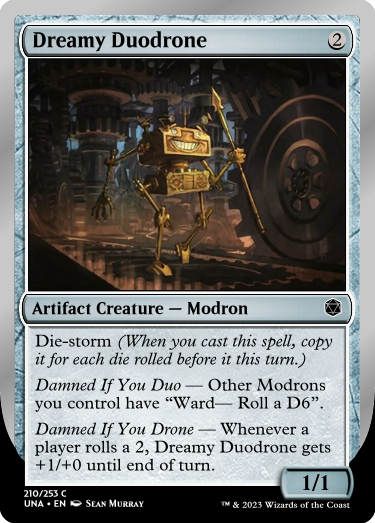 Dreamy Duodrone 2
Artifact Creature — Modron
Die-storm (When you cast this spell, copy
it for each die rolled before it this turn.)
Damned If You Duo — Other Modrons
you control have “Ward— Roll a D6”.
Damned If You Drone — Whenever a
player rolls a 2, Dreamy Duodrone gets
+1/+0 until end of turn.
1/1
210/253 C
UNA • EN Sean Murray
™ & © 2023 Wizards of the Coast